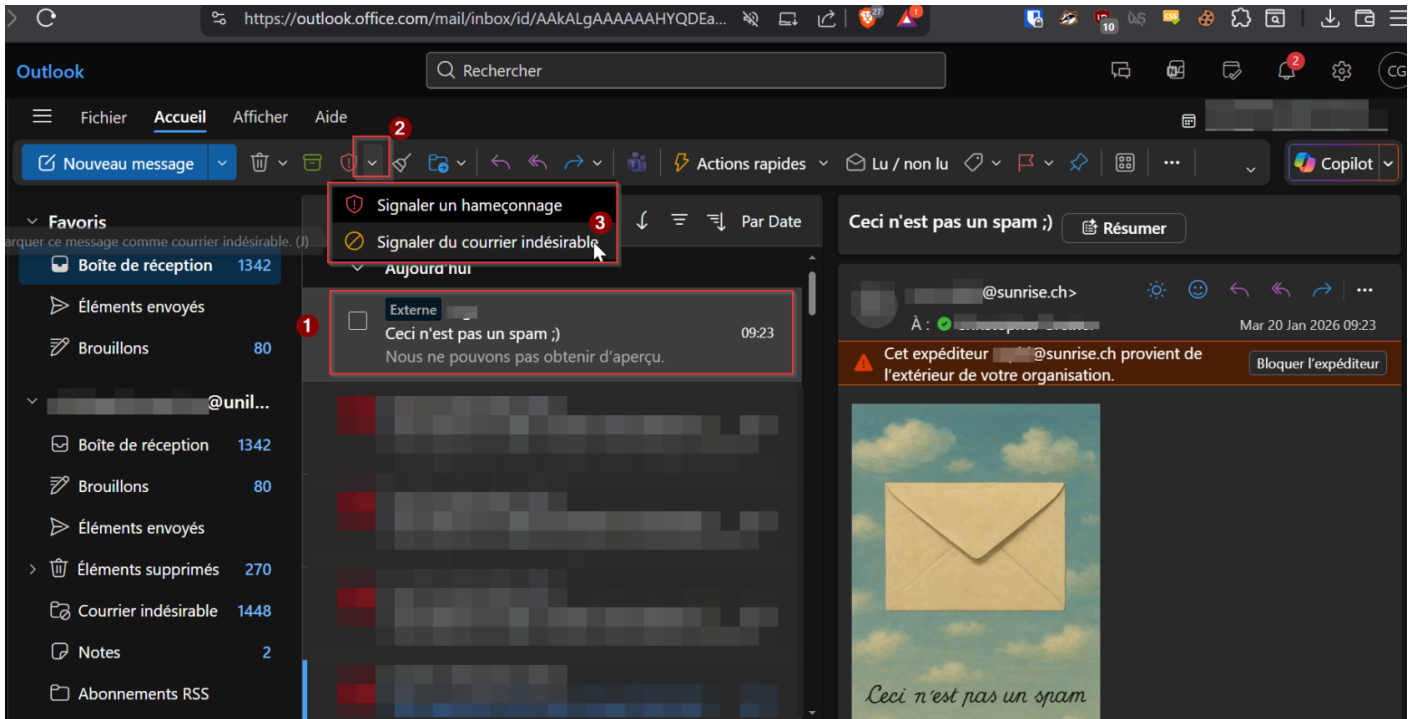 https://outlook.office.com/mail/inbox/id/AAkALgAAAAAAHYQDEa...
27
1
10
Outlook
Rechercher
2
CG
Fichier Accueil Afficher Aide
2
Nouveau message
Actions rapides
Lu / non lu
Copilot
Signaler un hameçonnage
3
Signaler du courrier indésirable
Par Date
Favoris
arquer ce message comme courrier indésirable. (J)
Boîte de réception 1342
Éléments envoyés
Brouillons 80
@unil...
Boîte de réception 1342
Brouillons 80
Éléments envoyés
Éléments supprimés 270
Courrier indésirable 1448
Notes 2
Abonnements RSS
Aujourd'hui
1
Externe
Ceci n'est pas un spam ;) 09:23
Nous ne pouvons pas obtenir d'aperçu.
Ceci n'est pas un spam ;)
Résumer
@sunrise.ch>
À :
Mar 20 Jan 2026 09:23
Cet expéditeur @sunrise.ch provient de
l'extérieur de votre organisation.
Bloquer l'expéditeur
Ceci n'est pas un spam